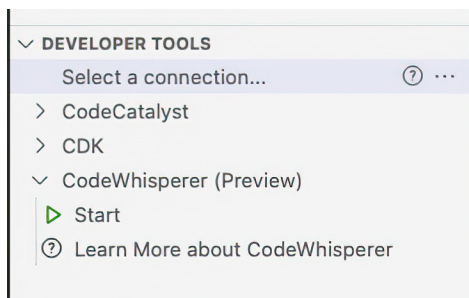 DEVELOPER TOOLS
Select a connection...
CodeCatalyst
CDK
CodeWhisperer (Preview)
Start
Learn More about CodeWhisperer